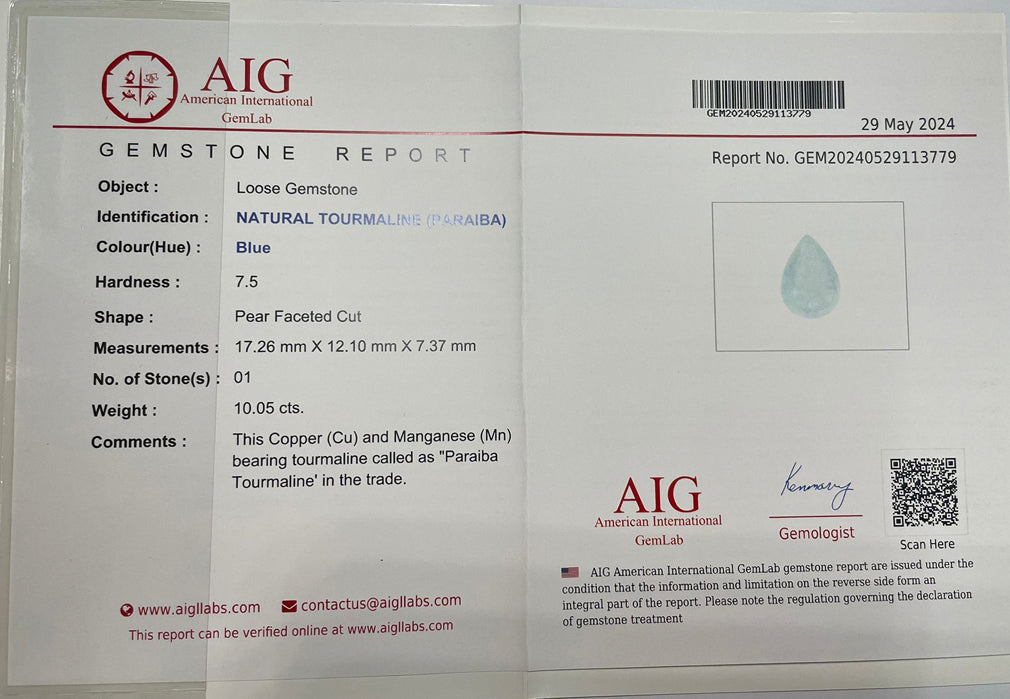 AIG
American International
GemLab
GEMSTONE REPORT
Object : Loose Gemstone
Identification : NATURAL TOURMALINE (PARAIBA)
Colour(Hue) : Blue
Hardness : 7.5
Shape : Pear Faceted Cut
Measurements : 17.26 mm X 12.10 mm X 7.37 mm
No. of Stone(s) : 01
Weight : 10.05 cts.
Comments : This Copper (Cu) and Manganese (Mn)
bearing tourmaline called as "Paraiba
Tourmaline' in the trade.
www.aigllabs.com contactus@aigllabs.com
This report can be verified online at www.aigllabs.com
GEM20240529113779
29 May 2024
Report No. GEM20240529113779
AIG
American International
GemLab
Gemologist
Scan Here
AIG American International GemLab gemstone report are issued under the
condition that the information and limitation on the reverse side form an
integral part of the report. Please note the regulation governing the declaration
of gemstone treatment